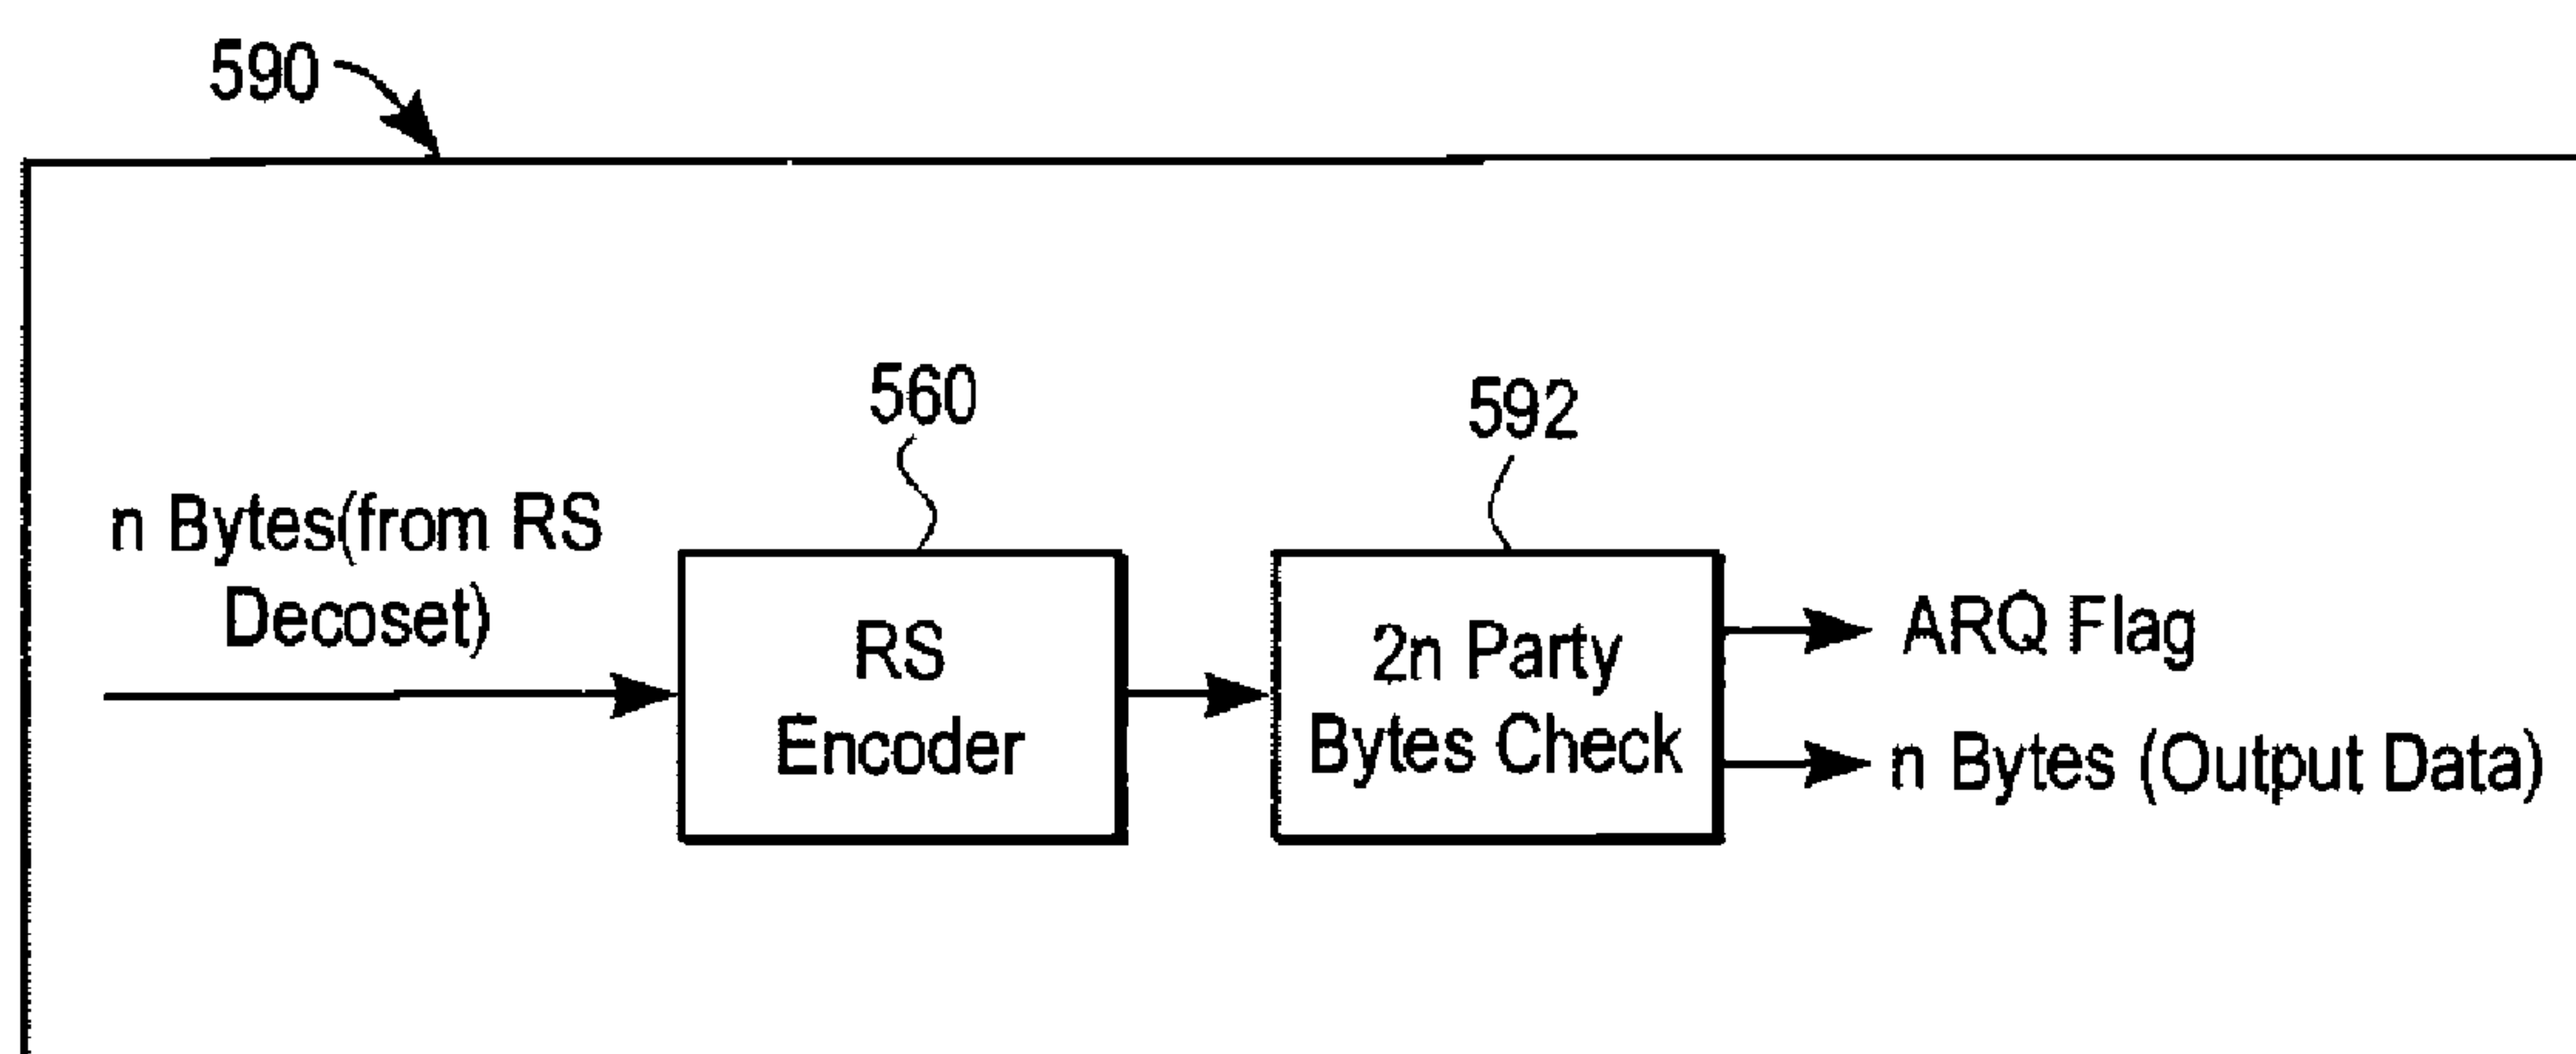 590
560
592
n Bytes(from RS
Decoset)
RS
Encoder
2n Party
Bytes Check
ARQ Flag
n Bytes (Output Data)